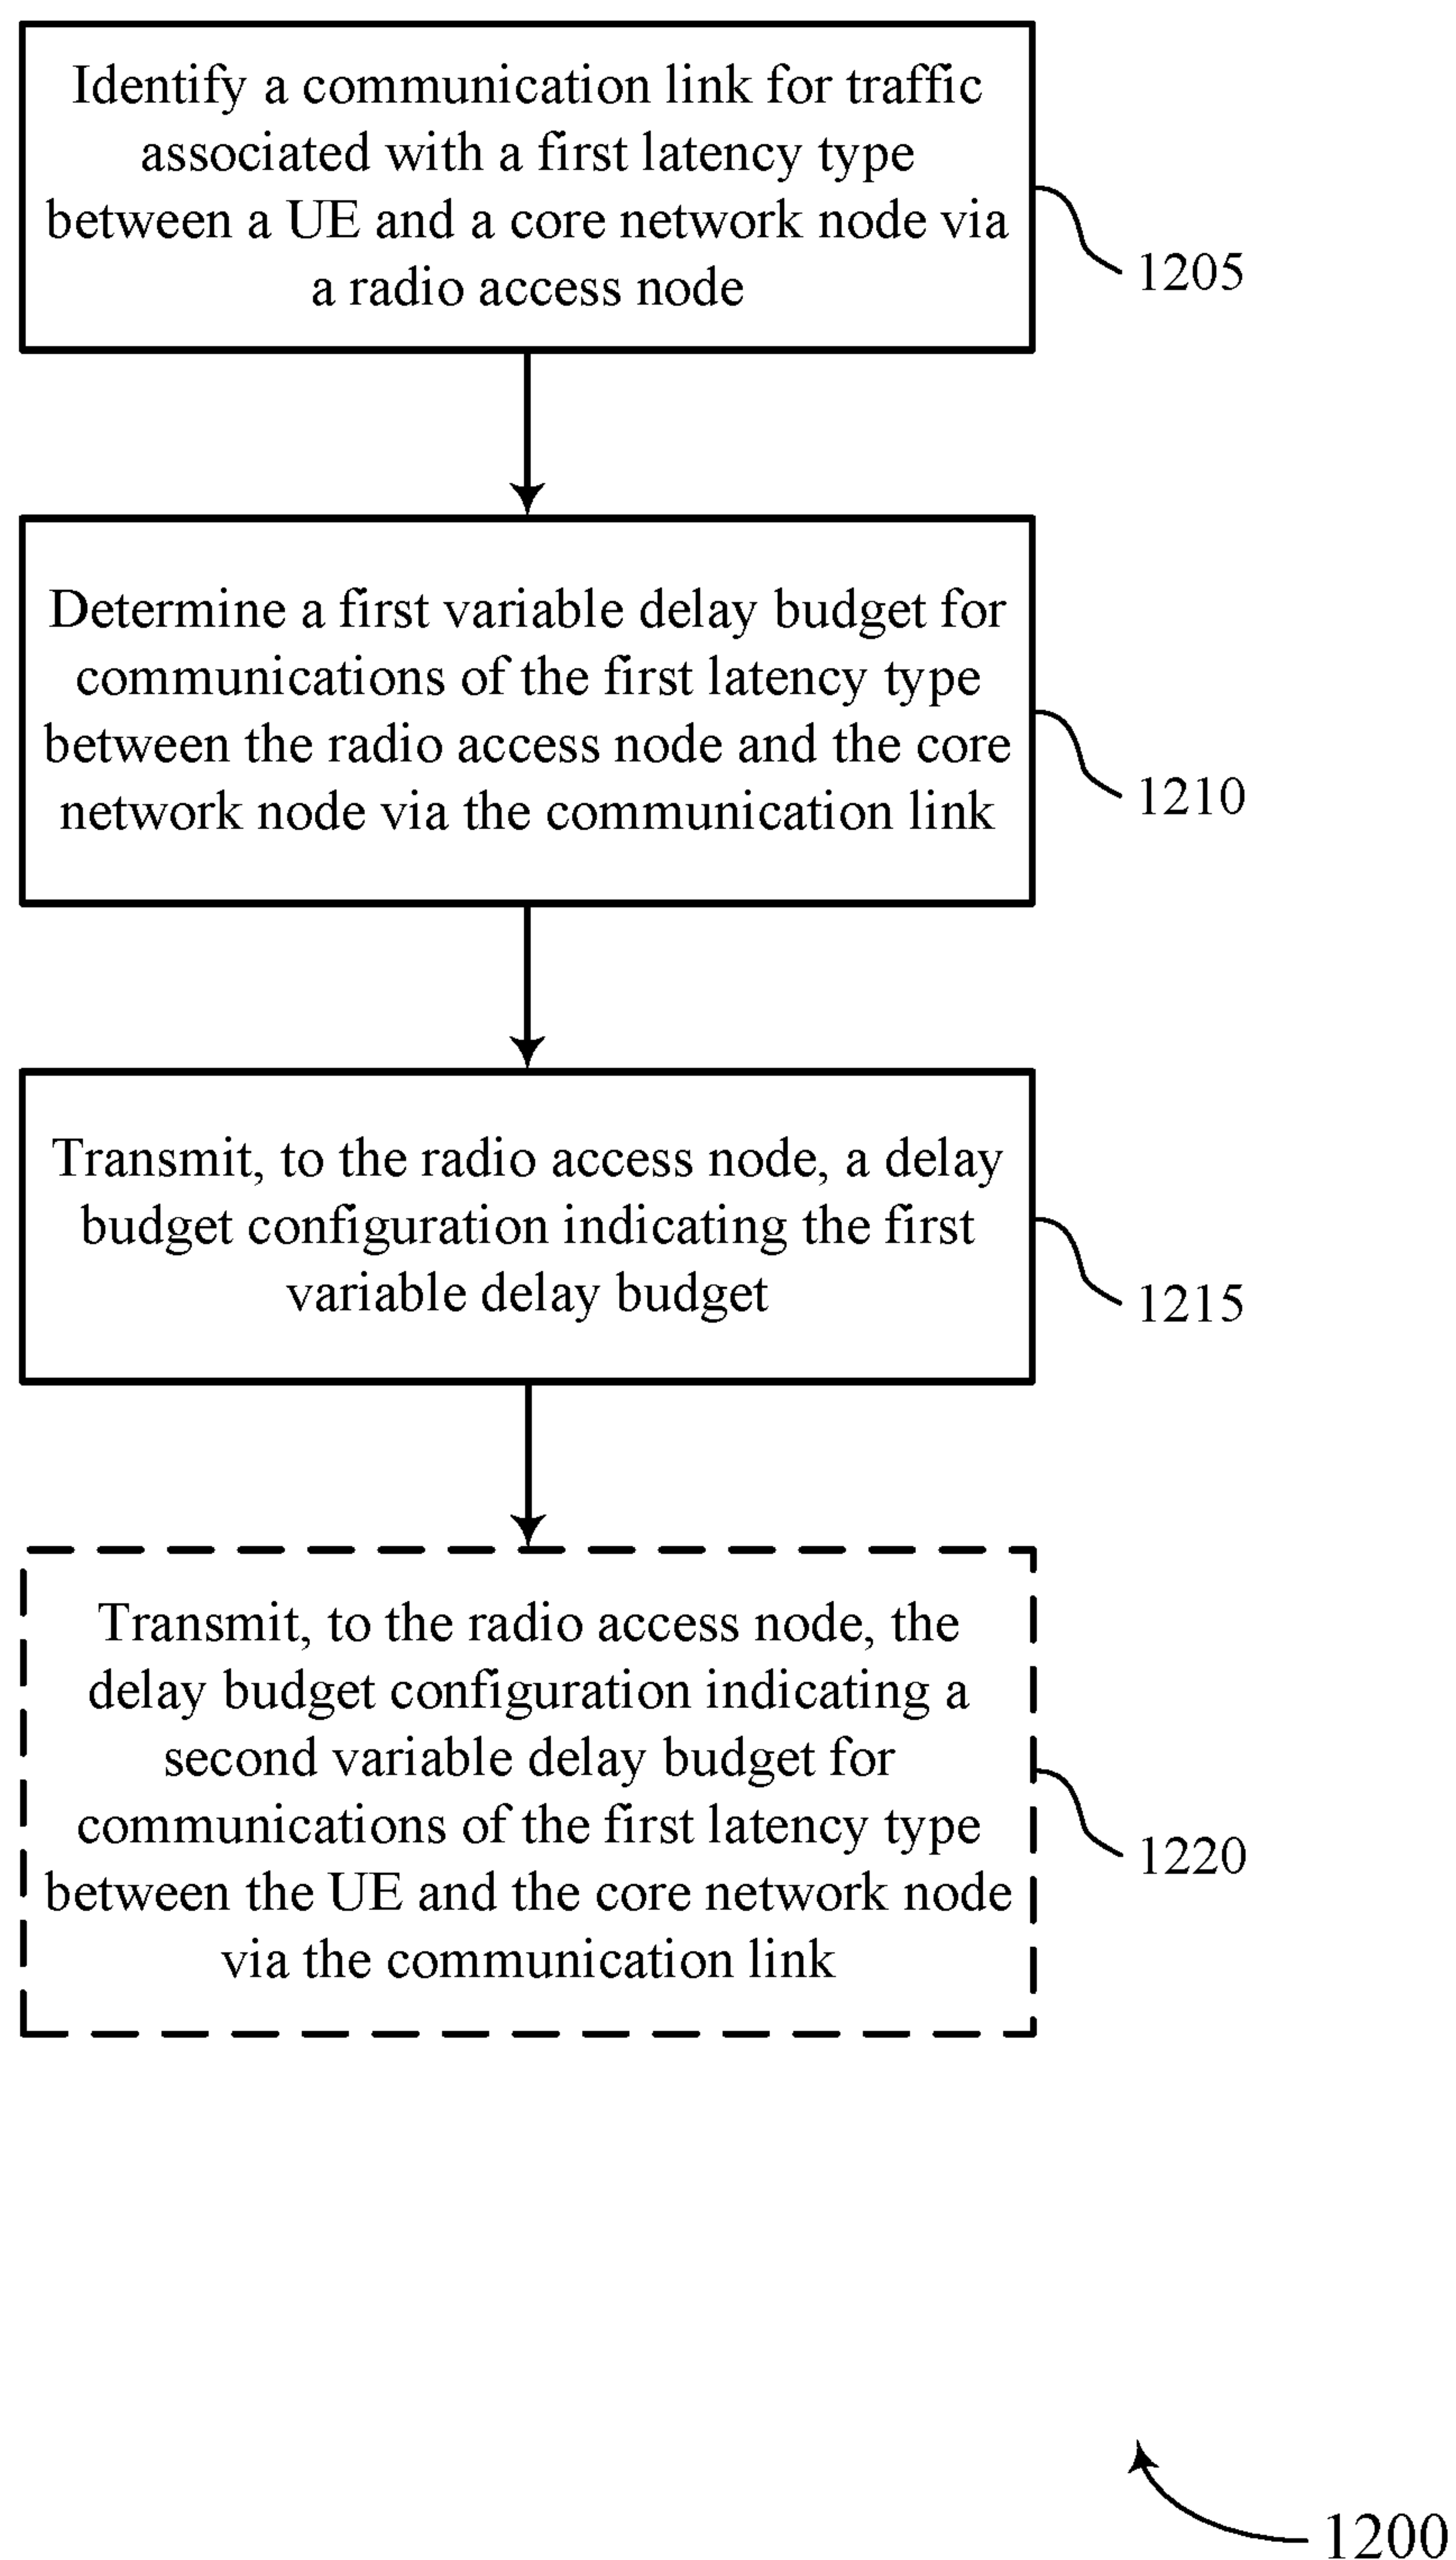 Identify a communication link for traffic
associated with a first latency type
between a UE and a core network node via
a radio access node
1205
Determine a first variable delay budget for
communications of the first latency type
between the radio access node and the core
network node via the communication link
1210
Transmit, to the radio access node, a delay
budget configuration indicating the first
variable delay budget
1215
Transmit, to the radio access node, the
delay budget configuration indicating a
second variable delay budget for
communications of the first latency type
between the UE and the core network node
via the communication link
1220
1200